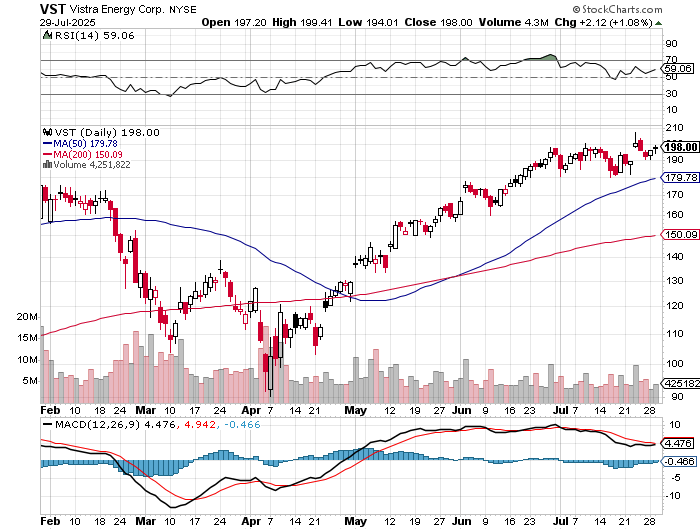 VST Vistra Energy Corp. NYSE
© StockCharts.com
29-Jul-2025
Open 197.20 High 199.41 Low 194.01 Close 198.00 Volume 4.3M Chg +2.12 (+1.08%)
RSI(14) 59.06
90
70
59.06
50
30
10
VST (Daily) 198.00
MA(50) 179.78
MA(200) 150.09
Volume 4,251,822
210
198.00
190
179.78
170
160
150.09
140
130
120
110
100
90
20M
15M
10M
5M
425182
Feb 10 18 24 Mar 10 17 24 Apr 7 14 21 May 12 19 27 Jun 9 16 23 Jul 7 14 21 28
MACD(12,26,9) 4.476, 4.942, -0.466
10
4.476
-0.466
-5
-10
Feb 10 18 24 Mar 10 17 24 Apr 7 14 21 May 12 19 27 Jun 9 16 23 Jul 7 14 21 28